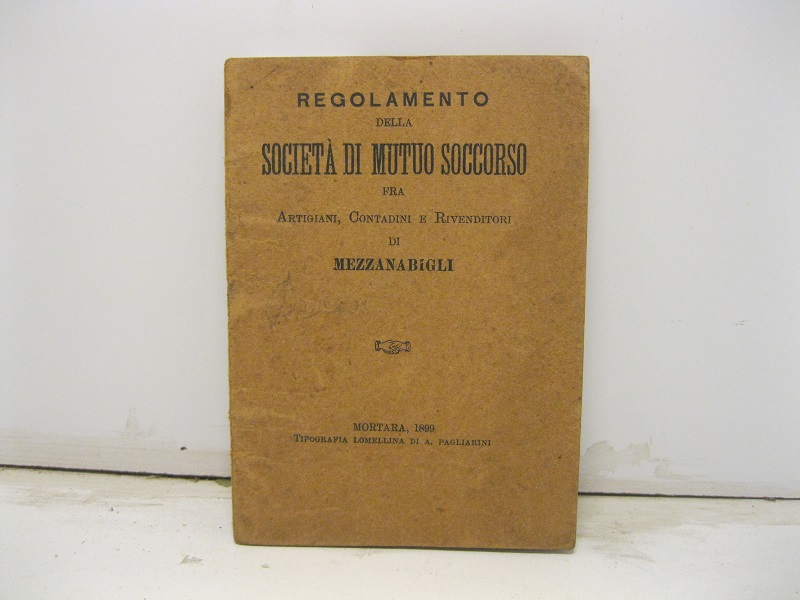 REGOLAMENTO
DELLA
SOCIETÀ DI MUTUO SOCCORSO
FRA
ARTIGIANI, CONTADINI E RIVENDITORI
DI
MEZZANABIGLI
MORTARA, 1899
TIPOGRAFIA LOMELLINA DI A. PAGLIARINI